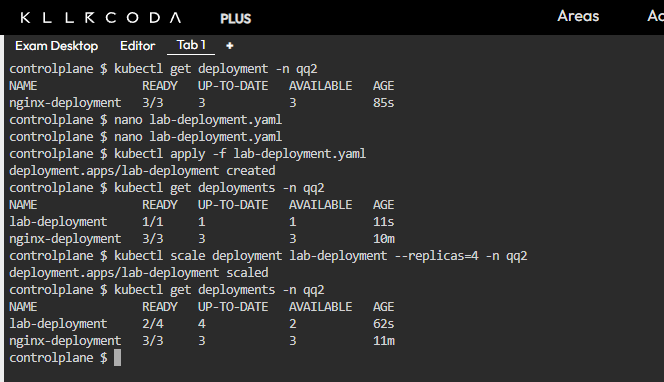 KLLRCODA PLUS Areas Ac
Exam Desktop Editor Tab 1 +
controlplane $ kubectl get deployment -n qq2
NAME READY UP-TO-DATE AVAILABLE AGE
nginx-deployment 3/3 3 3 85s
controlplane $ nano lab-deployment.yaml
controlplane $ nano lab-deployment.yaml
controlplane $ kubectl apply -f lab-deployment.yaml
deployment.apps/lab-deployment created
controlplane $ kubectl get deployments -n qq2
NAME READY UP-TO-DATE AVAILABLE AGE
lab-deployment 1/1 1 1 11s
nginx-deployment 3/3 3 3 10m
controlplane $ kubectl scale deployment lab-deployment --replicas=4 -n qq2
deployment.apps/lab-deployment scaled
controlplane $ kubectl get deployments -n qq2
NAME READY UP-TO-DATE AVAILABLE AGE
lab-deployment 2/4 4 2 62s
nginx-deployment 3/3 3 3 11m
controlplane $